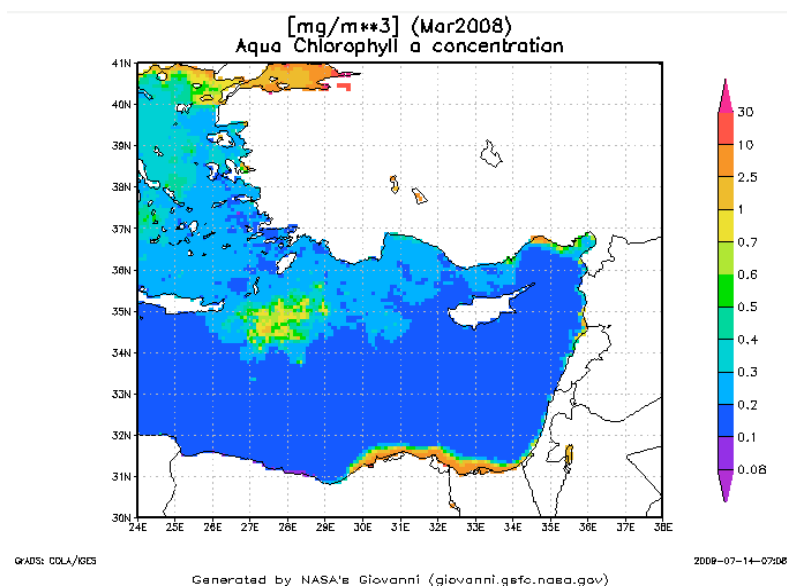 [mg/m**3] (Mar2008)
Aqua Chlorophyll a concentration
41N
40N
39N
38N
37N
36N
35N
34N
33N
32N
31N
30N
24E 25E 26E 27E 28E 29E 30E 31E 32E 33E 34E 35E 36E 37E 38E
30
10
2.5
1
0.7
0.6
0.5
0.4
0.3
0.2
0.1
0.08
GrADS: COLA/IGES
2009-07-14-07:06
Generated by NASA's Giovanni (giovanni.gsfc.nasa.gov)